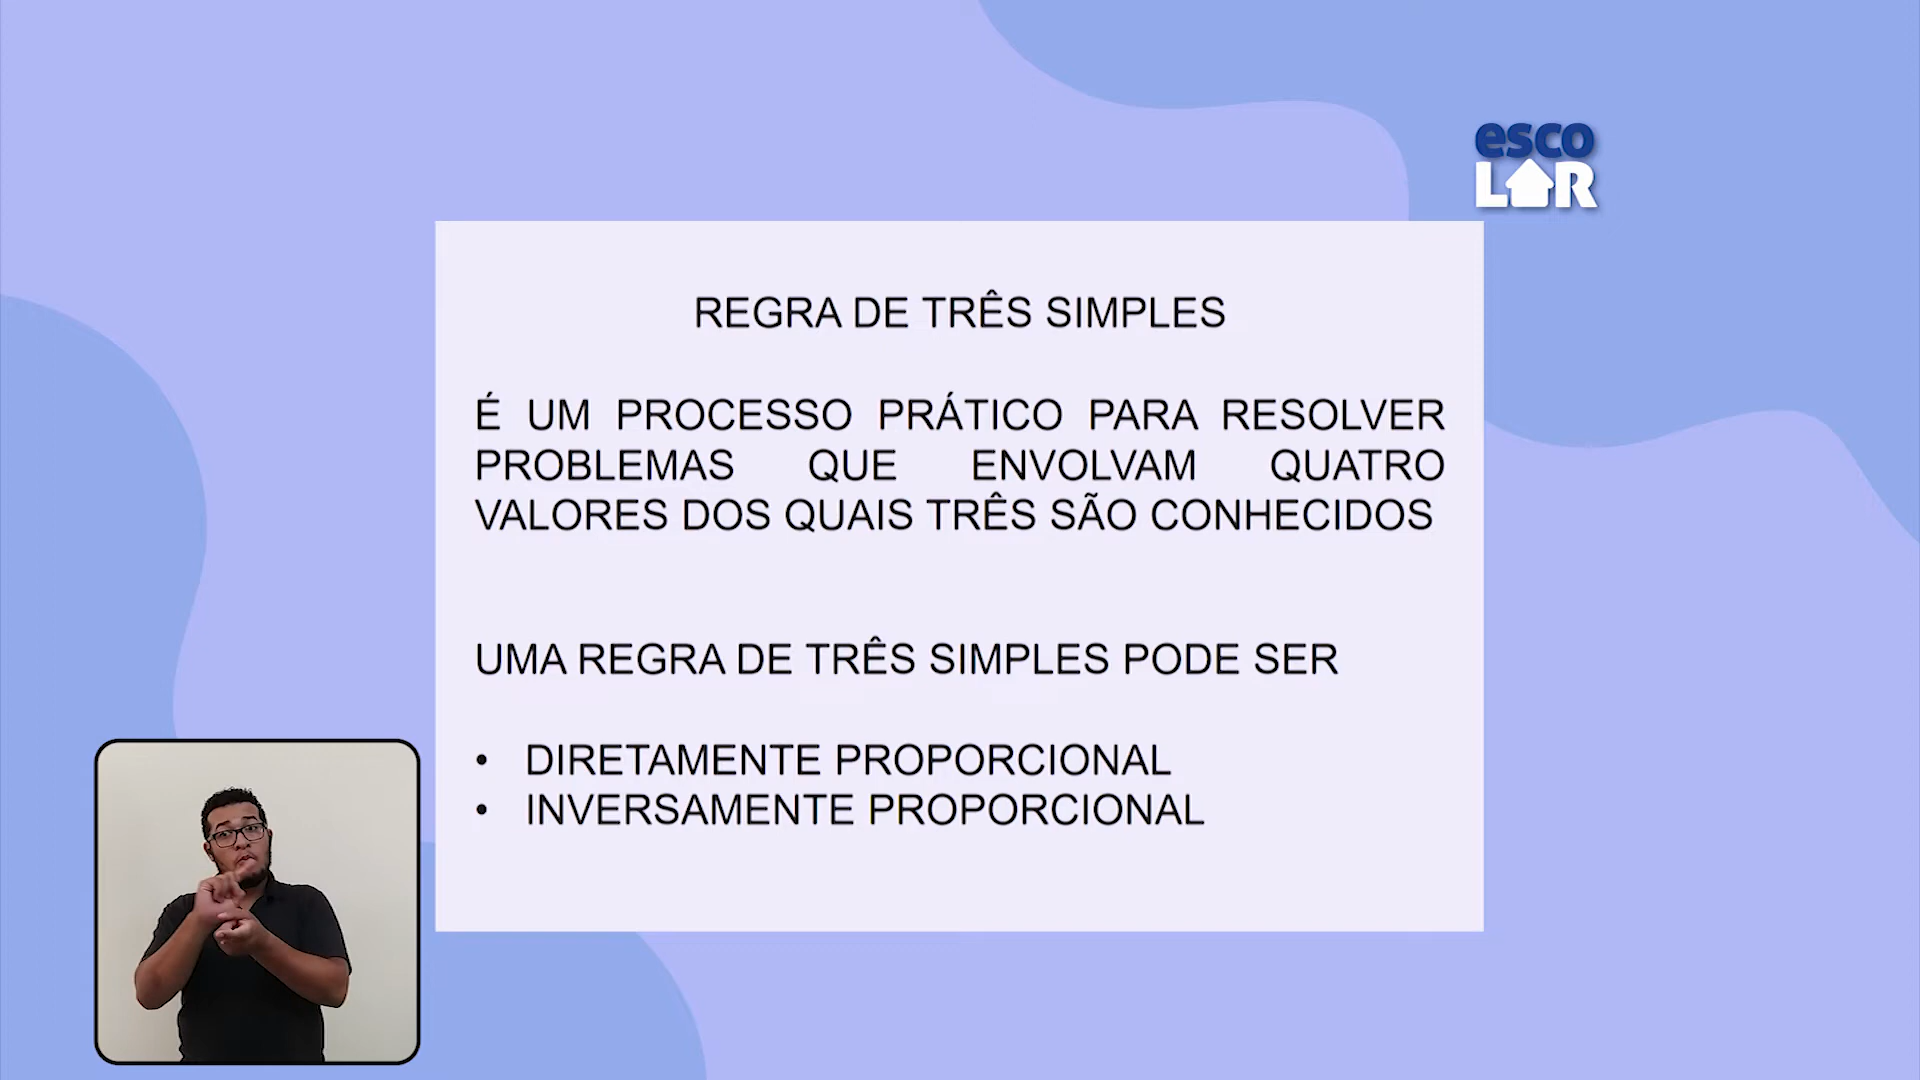 esco
LAR
REGRA DE TRÊS SIMPLES
É UM PROCESSO PRÁTICO PARA RESOLVER
PROBLEMAS QUE ENVOLVAM QUATRO
VALORES DOS QUAIS TRÊS SÃO CONHECIDOS
UMA REGRA DE TRÊS SIMPLES PODE SER
• DIRETAMENTE PROPORCIONAL
• INVERSAMENTE PROPORCIONAL